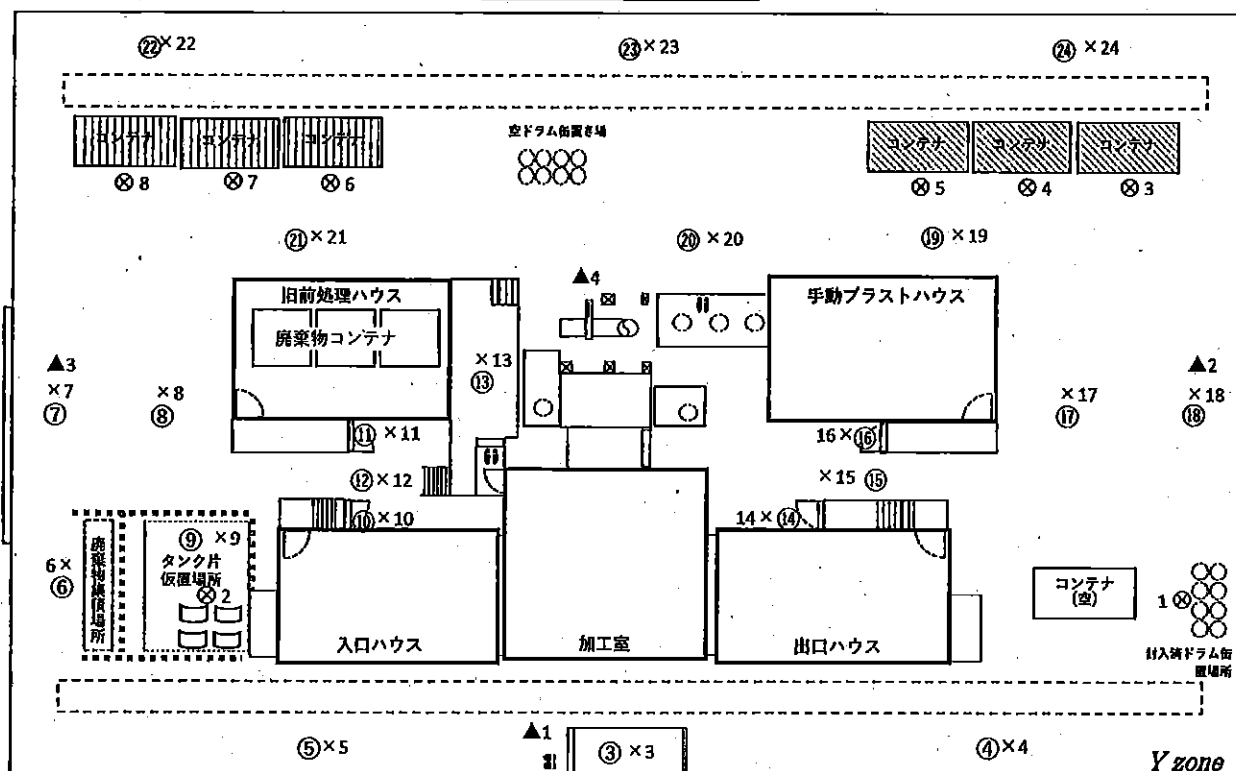 ㉒×22
㉓×23
㉔×24
コンテナ
コンテナ
コンテナ
空ドラム缶置き場
コンテナ
コンテナ
コンテナ
⊗8
⊗7
⊗6
⊗5
⊗4
⊗3
㉑×21
⑳×20
⑲×19
▲4
旧前処理ハウス
廃棄物コンテナ
手動ブラストハウス
▲3
×7
⑦
×8
⑧
×13
⑬
▲2
×17
⑰
×18
⑱
⑪×11
16×⑯
⑫×12
×15 ⑮
⑩×10
14×⑭
⑨ ×9
タンク片
仮置場所
⊗2
6×
⑥
コンテナ
(空)
1⊗
入口ハウス
加工室
出口ハウス
封入済ドラム缶
置場所
▲1
⑤×5
③×3
④×4
Y zone